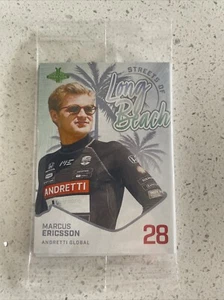 STREETS OF
Long
Beach
ANDRETTI
MARCUS
ERICSSON
ANDRETTI GLOBAL
28